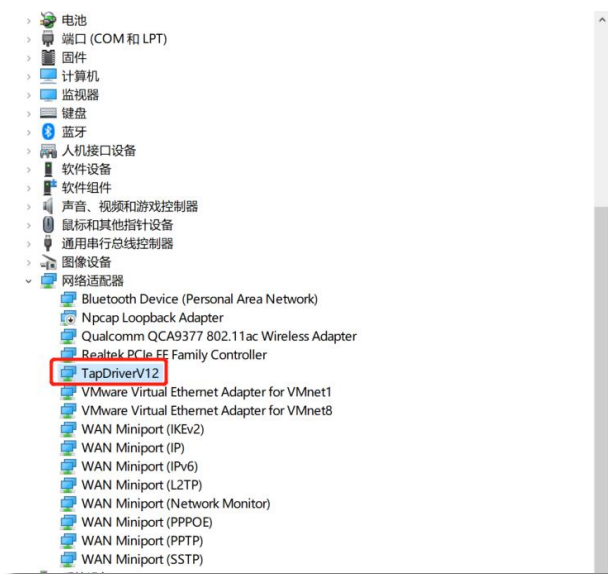 电池
端口 (COM 和 LPT)
固件
计算机
监视器
键盘
蓝牙
人机接口设备
软件设备
软件组件
声音、视频和游戏控制器
鼠标和其他指针设备
通用串行总线控制器
图像设备
网络适配器
Bluetooth Device (Personal Area Network)
Npcap Loopback Adapter
Qualcomm QCA9377 802.11ac Wireless Adapter
Realtek PCIe FE Family Controller
TapDriverV12
VMware Virtual Ethernet Adapter for VMnet1
VMware Virtual Ethernet Adapter for VMnet8
WAN Miniport (IKEv2)
WAN Miniport (IP)
WAN Miniport (IPv6)
WAN Miniport (L2TP)
WAN Miniport (Network Monitor)
WAN Miniport (PPPOE)
WAN Miniport (PPTP)
WAN Miniport (SSTP)